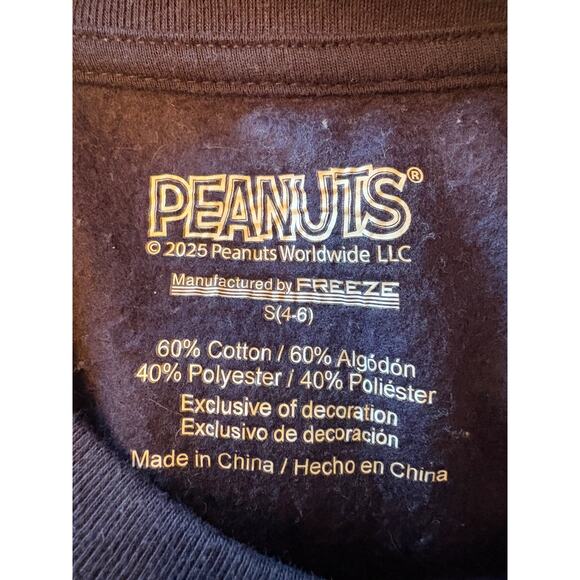 PEANUTS®
© 2025 Peanuts Worldwide LLC
Manufactured by FREEZE
S(4-6)
60% Cotton / 60% Algódón
40% Polyester / 40% Poliéster
Exclusive of decoration
Exclusivo de decoración
Made in China / Hecho en China